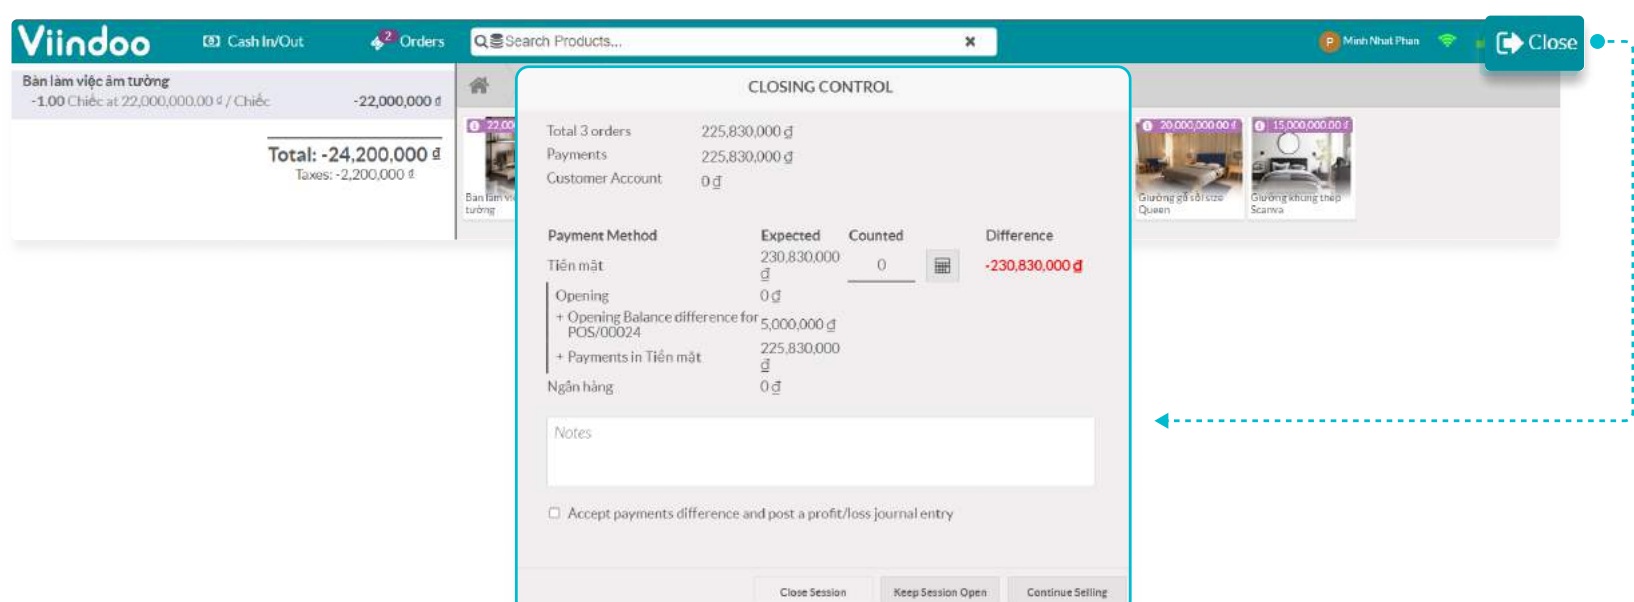 Viindoo
Cash In/Out
2
Orders
Search Products...
P Minh Nhat Phan
Close
Bàn làm việc âm tường
-1.00 Chiếc at 22,000,000.00 ₫ / Chiếc
-22,000,000 ₫
Total: -24,200,000 ₫
Taxes: -2,200,000 ₫
22,00
tường
20,000,000.00 ₫
Giường gỗ sồi size
Queen
15,000,000.00 ₫
Giường khung thép
Scanva
CLOSING CONTROL
Total 3 orders 225,830,000 ₫
Payments 225,830,000 ₫
Customer Account 0 ₫
Payment Method Expected Counted Difference
Tiền mặt 230,830,000 ₫ 0 -230,830,000 ₫
Opening 0 ₫
+ Opening Balance difference for
POS/00024 5,000,000 ₫
+ Payments in Tiền mặt 225,830,000 ₫
Ngân hàng 0 ₫
Notes
Accept payments difference and post a profit/loss journal entry
Close Session Keep Session Open Continue Selling